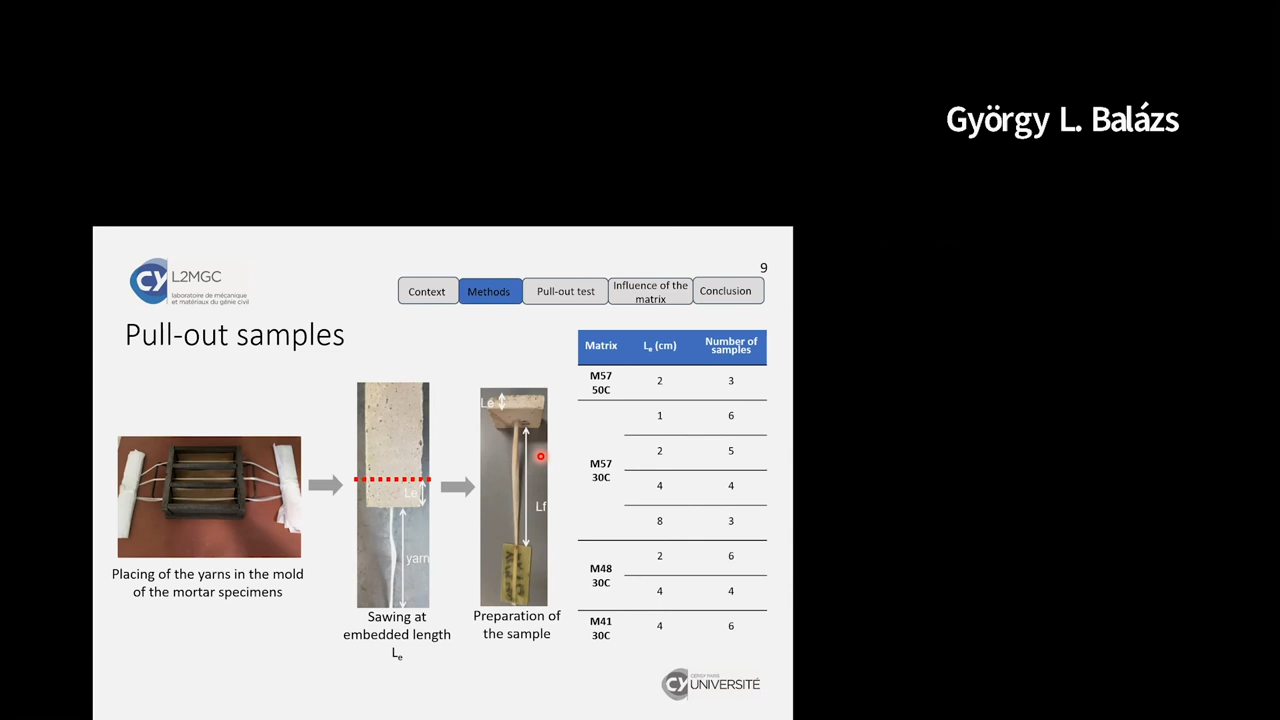 György L. Balázs
CY
L2MGC
laboratoire de mécanique
et matériaux du génie civil
9
Context
Methods
Pull-out test
Influence of the
matrix
Conclusion
Pull-out samples
Placing of the yarns in the mold
of the mortar specimens
Le
yarn
Sawing at
embedded length
Le
Le
Lf
Preparation of
the sample
Matrix Le (cm) Number of
samples
M57
50C
2 3
M57
30C
1 6
2 5
4 4
8 3
M48
30C
2 6
4 4
M41
30C
4 6
CY
CERGY PARIS
UNIVERSITÉ